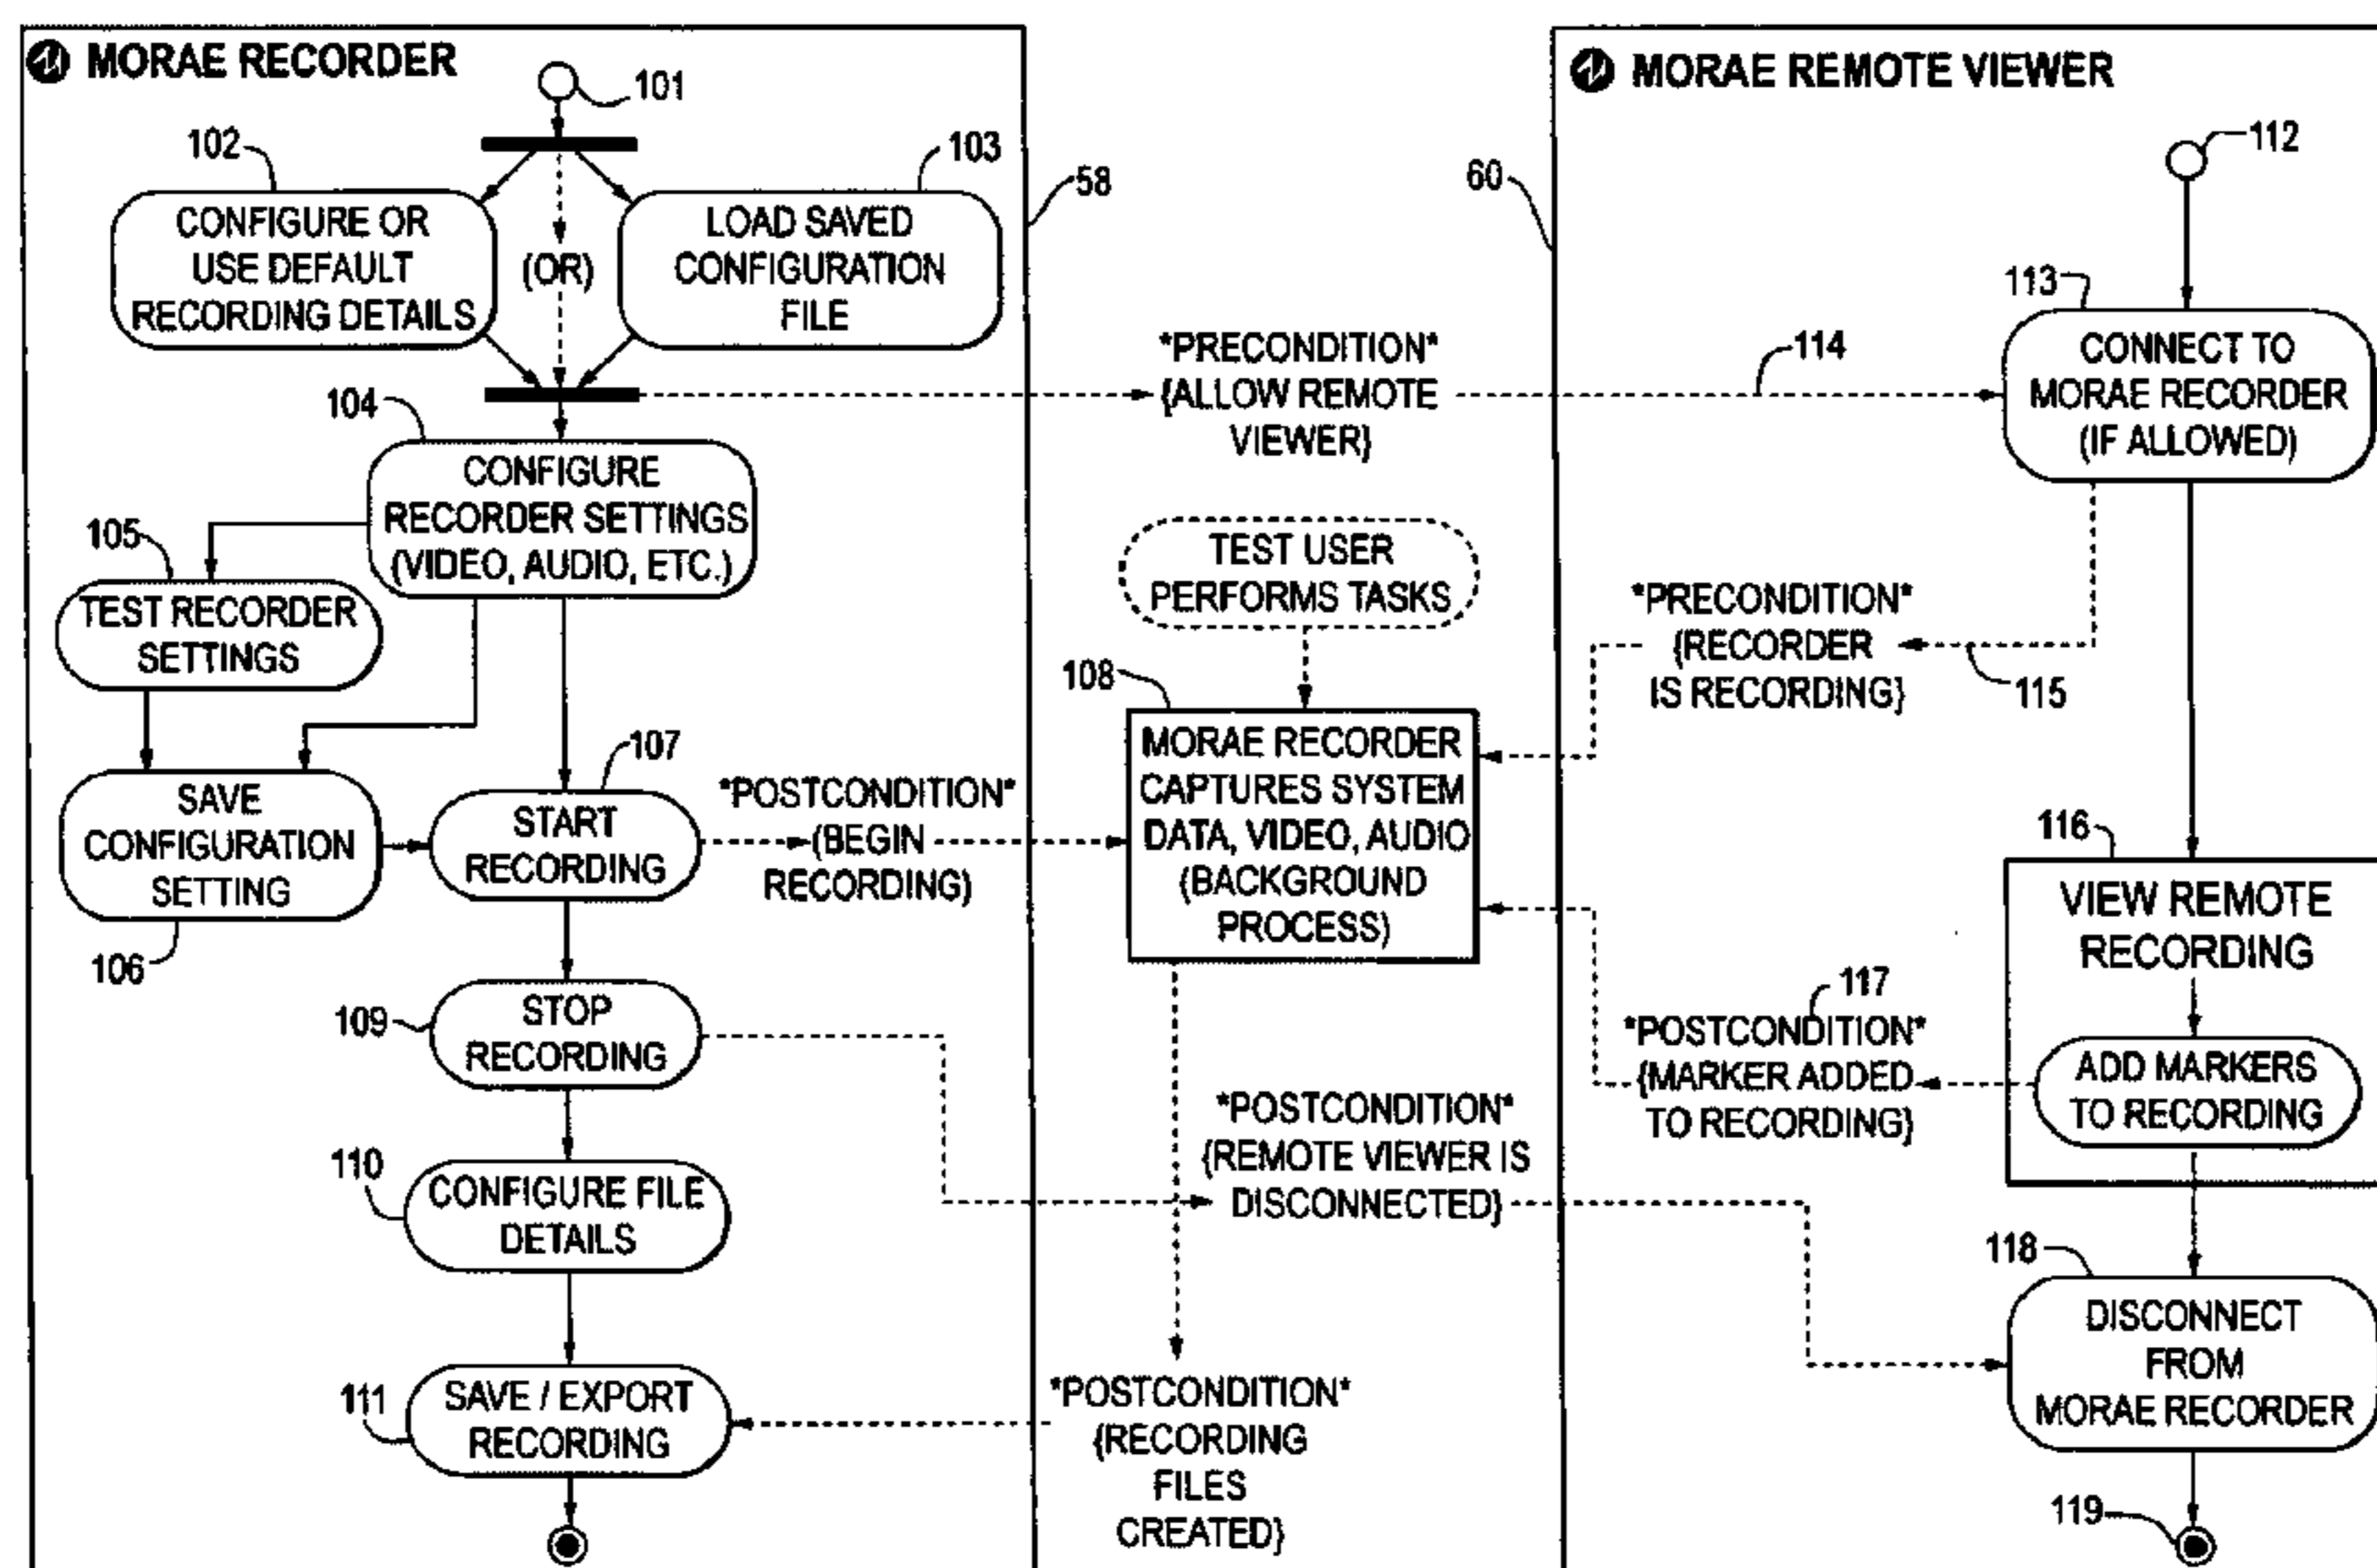 MORAE RECORDER
101
102
103
CONFIGURE OR
USE DEFAULT
RECORDING DETAILS
(OR)
LOAD SAVED
CONFIGURATION
FILE
58
104
CONFIGURE
RECORDER SETTINGS
(VIDEO, AUDIO, ETC.)
105
TEST RECORDER
SETTINGS
SAVE
CONFIGURATION
SETTING
106
107
START
RECORDING
109
STOP
RECORDING
110
CONFIGURE FILE
DETAILS
111
SAVE / EXPORT
RECORDING
*PRECONDITION*
{ALLOW REMOTE
VIEWER}
114
TEST USER
PERFORMS TASKS
108
MORAE RECORDER
CAPTURES SYSTEM
DATA, VIDEO, AUDIO
(BACKGROUND
PROCESS)
*POSTCONDITION*
(BEGIN
RECORDING)
*POSTCONDITION*
{REMOTE VIEWER IS
DISCONNECTED}
*POSTCONDITION*
{RECORDING
FILES
CREATED}
MORAE REMOTE VIEWER
60
112
113
CONNECT TO
MORAE RECORDER
(IF ALLOWED)
*PRECONDITION*
{RECORDER
IS RECORDING}
115
116
VIEW REMOTE
RECORDING
ADD MARKERS
TO RECORDING
117
*POSTCONDITION*
{MARKER ADDED
TO RECORDING}
118
DISCONNECT
FROM
MORAE RECORDER
119